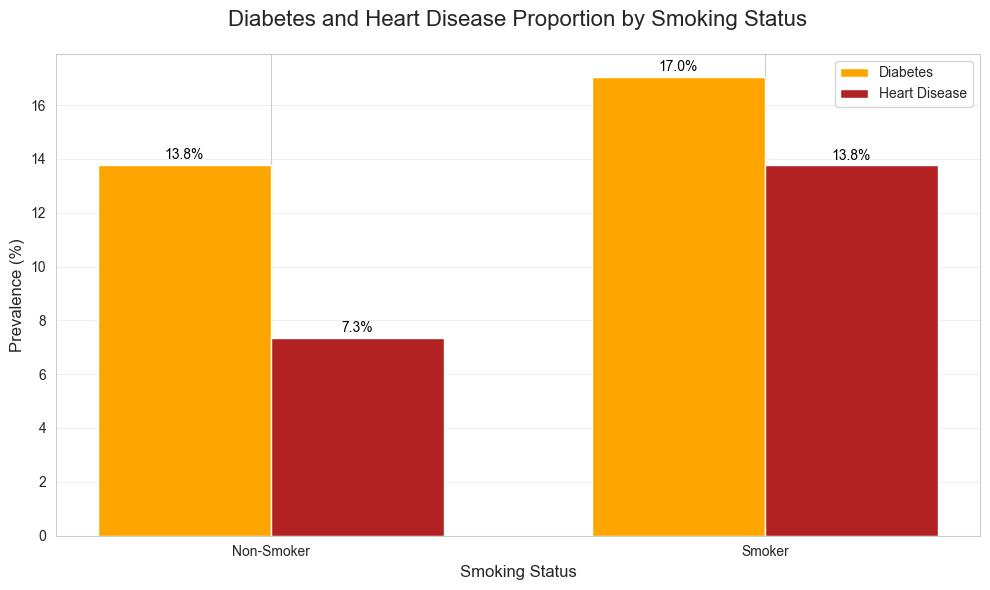 Diabetes and Heart Disease Proportion by Smoking Status
Diabetes
Heart Disease
17.0%
13.8%
13.8%
7.3%
Prevalence (%)
16
14
12
10
8
6
4
2
0
Non-Smoker
Smoker
Smoking Status